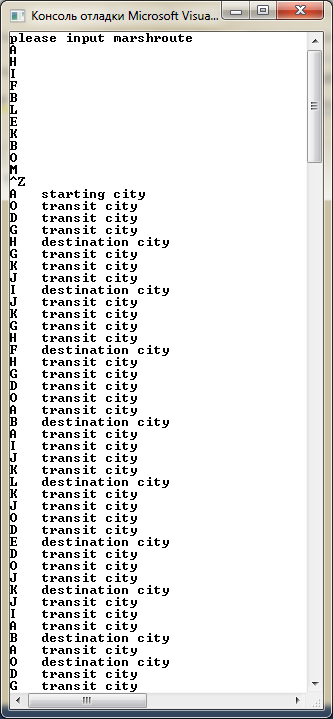 Консоль отладки Microsoft Visua...
please input marshroute
A
H
I
F
B
L
E
K
B
O
M
^Z
A starting city
O transit city
D transit city
G transit city
H destination city
G transit city
K transit city
J transit city
I destination city
J transit city
K transit city
G transit city
H transit city
F destination city
H transit city
G transit city
D transit city
O transit city
A transit city
B destination city
A transit city
I transit city
J transit city
K transit city
L destination city
K transit city
J transit city
O transit city
D transit city
E destination city
D transit city
O transit city
J transit city
K destination city
J transit city
I transit city
A transit city
B destination city
A transit city
O destination city
D transit city
G transit city